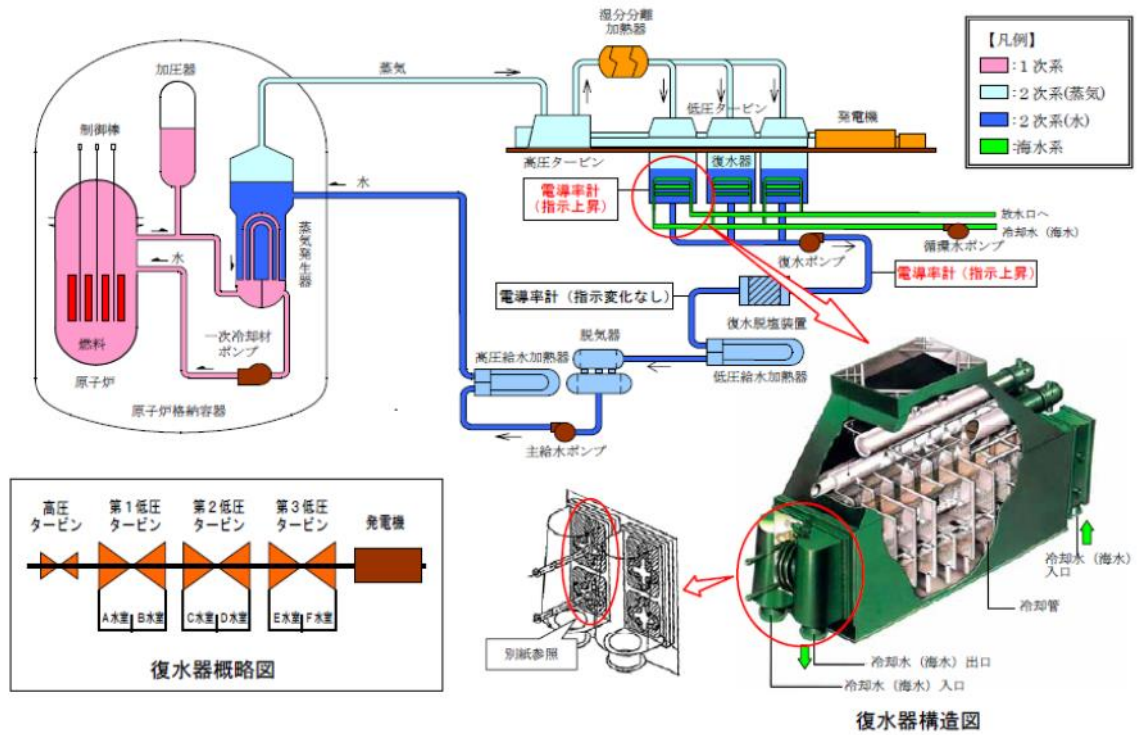 湿分分離
加熱器
【凡例】
:1次系
:2次系(蒸気)
:2次系(水)
:海水系
加圧器
蒸気
制御棒
低圧タービン
発電機
高圧タービン
復水器
水
電導率計
(指示上昇)
放水口へ
冷却水(海水)
循環水ポンプ
蒸気発生器
水
復水ポンプ
電導率計(指示上昇)
電導率計(指示変化なし)
復水脱塩装置
一次冷却材
ポンプ
脱気器
燃料
高圧給水加熱器
低圧給水加熱器
原子炉
原子炉格納容器
主給水ポンプ
高圧
タービン
第1低圧
タービン
第2低圧
タービン
第3低圧
タービン
発電機
A水室
B水室
C水室
D水室
E水室
F水室
復水器概略図
別紙参照
冷却水(海水)
入口
冷却管
冷却水(海水)出口
冷却水(海水)入口
復水器構造図